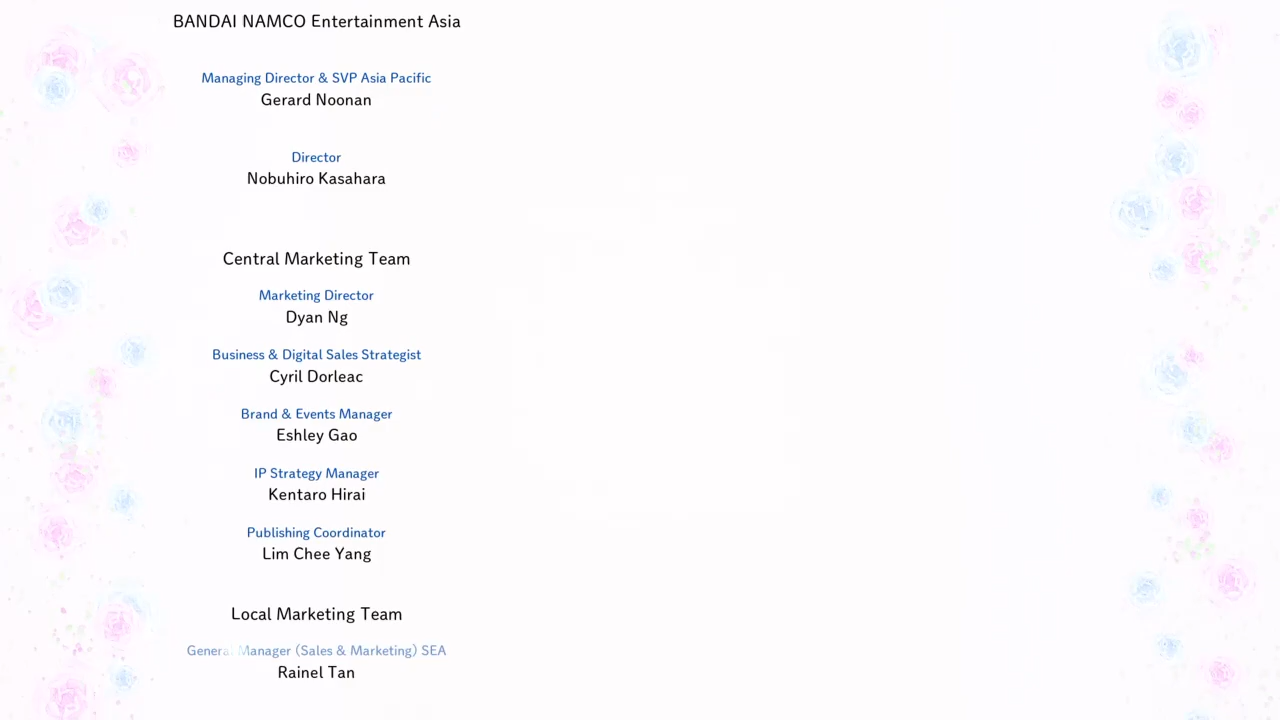 BANDAI NAMCO Entertainment Asia
Managing Director & SVP Asia Pacific
Gerard Noonan
Director
Nobuhiro Kasahara
Central Marketing Team
Marketing Director
Dyan Ng
Business & Digital Sales Strategist
Cyril Dorleac
Brand & Events Manager
Eshley Gao
IP Strategy Manager
Kentaro Hirai
Publishing Coordinator
Lim Chee Yang
Local Marketing Team
General Manager (Sales & Marketing) SEA
Rainel Tan